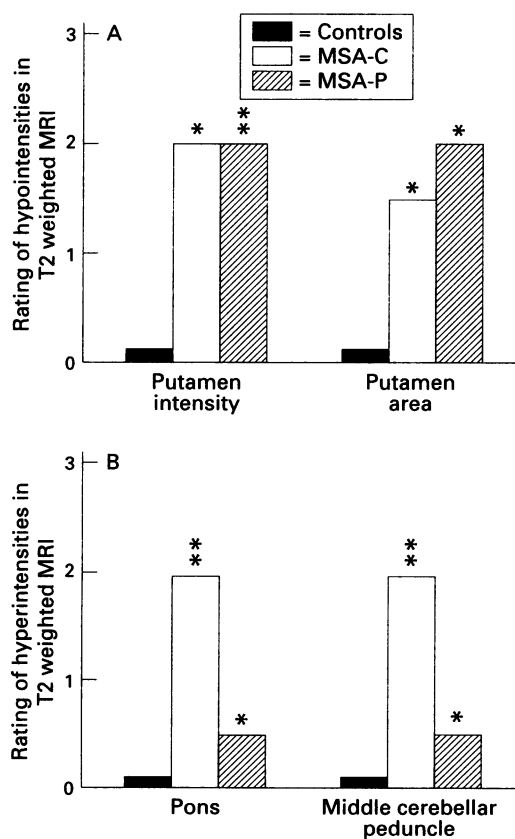 A
= Controls
= MSA-C
= MSA-P
Rating of hypointensities in
T2 weighted MRI
3
2
1
0
*
*
*
*
*
Putamen
intensity
Putamen
area
B
Rating of hyperintensities in
T2 weighted MRI
3
2
1
0
*
*
*
*
*
*
Pons
Middle cerebellar
peduncle